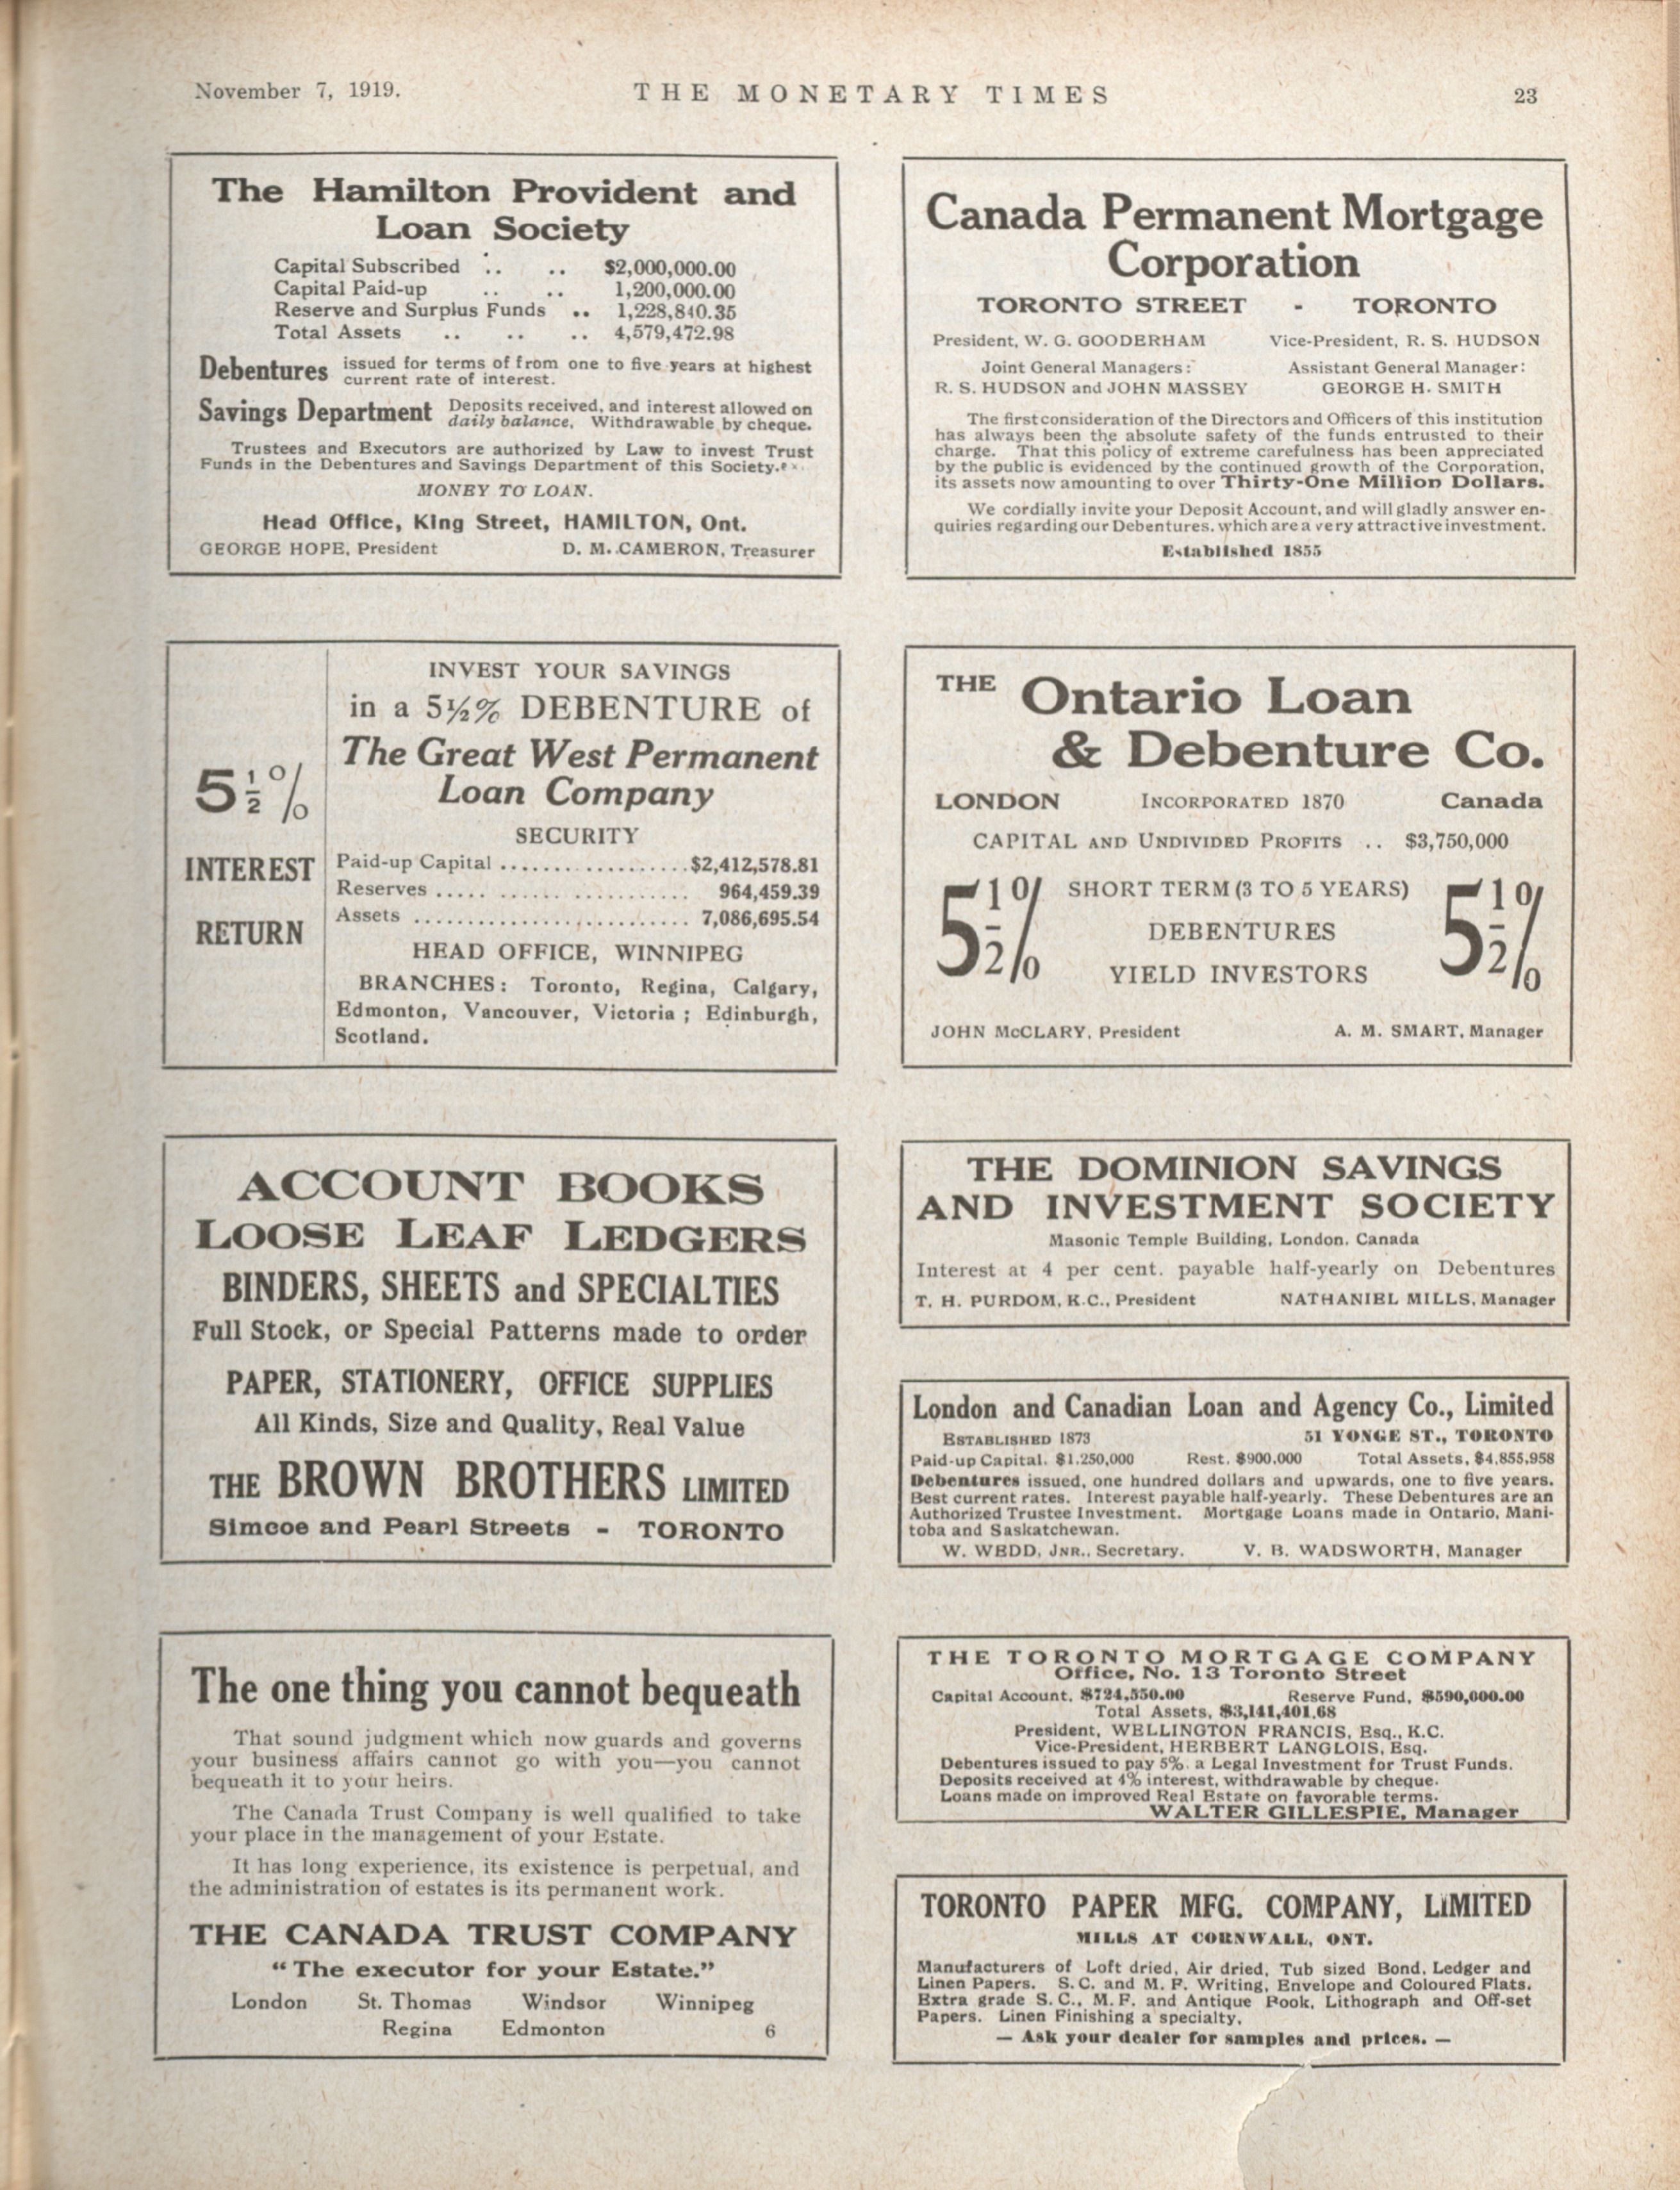 November 7, 1919.
THE MONETARY TIMES
23
The Hamilton Provident and
Loan Society
Capital Subscribed .. .. $2,000,000.00
Capital Paid-up .. .. 1,200,000.00
Reserve and Surplus Funds .. 1,228,840.35
Total Assets .. .. .. 4,579,472.98
Debentures issued for terms of from one to five years at highest
current rate of interest.
Savings Department Deposits received, and interest allowed on
daily balance. Withdrawable by cheque.
Trustees and Executors are authorized by Law to invest Trust
Funds in the Debentures and Savings Department of this Society.
MONEY TO LOAN.
Head Office, King Street, HAMILTON, Ont.
GEORGE HOPE, President D. M. CAMERON, Treasurer
INVEST YOUR SAVINGS
in a 5½% DEBENTURE of
The Great West Permanent
Loan Company
SECURITY
5½%
INTEREST
RETURN
Paid-up Capital ..................$2,412,578.81
Reserves ..... .................. 964,459.39
Assets .......................... 7,086,695.54
HEAD OFFICE, WINNIPEG
BRANCHES: Toronto, Regina, Calgary,
Edmonton, Vancouver, Victoria; Edinburgh,
Scotland.
ACCOUNT BOOKS
LOOSE LEAF LEDGERS
BINDERS, SHEETS and SPECIALTIES
Full Stock, or Special Patterns made to order
PAPER, STATIONERY, OFFICE SUPPLIES
All Kinds, Size and Quality, Real Value
THE BROWN BROTHERS LIMITED
Simcoe and Pearl Streets - TORONTO
The one thing you cannot bequeath
That sound judgment which now guards and governs
your business affairs cannot go with you—you cannot
bequeath it to your heirs.
The Canada Trust Company is well qualified to take
your place in the management of your Estate.
It has long experience, its existence is perpetual, and
the administration of estates is its permanent work.
THE CANADA TRUST COMPANY
"The executor for your Estate."
London St. Thomas Windsor Winnipeg
Regina Edmonton 6
Canada Permanent Mortgage
Corporation
TORONTO STREET - TORONTO
President, W. G. GOODERHAM Vice-President, R. S. HUDSON
Joint General Managers: Assistant General Manager:
R. S. HUDSON and JOHN MASSEY GEORGE H. SMITH
The first consideration of the Directors and Officers of this institution
has always been the absolute safety of the funds entrusted to their
charge. That this policy of extreme carefulness has been appreciated
by the public is evidenced by the continued growth of the Corporation,
its assets now amounting to over Thirty-One Million Dollars.
We cordially invite your Deposit Account, and will gladly answer en-
quiries regarding our Debentures, which are a very attractive investment.
Established 1855
THE Ontario Loan
& Debenture Co.
LONDON INCORPORATED 1870 Canada
CAPITAL AND UNDIVIDED PROFITS .. $3,750,000
5½% SHORT TERM (3 TO 5 YEARS) 5½%
DEBENTURES
YIELD INVESTORS
JOHN McCLARY, President A. M. SMART, Manager
THE DOMINION SAVINGS
AND INVESTMENT SOCIETY
Masonic Temple Building, London, Canada
Interest at 4 per cent. payable half-yearly on Debentures
T. H. PURDOM, K.C., President NATHANIEL MILLS, Manager
London and Canadian Loan and Agency Co., Limited
ESTABLISHED 1873 51 YONGE ST., TORONTO
Paid-up Capital, $1,250,000 Rest, $900,000 Total Assets, $4,855,958
Debentures issued, one hundred dollars and upwards, one to five years.
Best current rates. Interest payable half-yearly. These Debentures are an
Authorized Trustee Investment. Mortgage Loans made in Ontario, Mani-
toba and Saskatchewan.
W. WEDD, JNR., Secretary. V. B. WADSWORTH, Manager
THE TORONTO MORTGAGE COMPANY
Office, No. 13 Toronto Street
Capital Account, $724,550.00 Reserve Fund, $590,000.00
Total Assets, $3,141,401.68
President, WELLINGTON FRANCIS, Esq., K.C.
Vice-President, HERBERT LANGLOIS, Esq.
Debentures issued to pay 5%, a Legal Investment for Trust Funds.
Deposits received at 4% interest, withdrawable by cheque.
Loans made on improved Real Estate on favorable terms.
WALTER GILLESPIE, Manager
TORONTO PAPER MFG. COMPANY, LIMITED
MILLS AT CORNWALL, ONT.
Manufacturers of Loft dried, Air dried, Tub sized Bond, Ledger and
Linen Papers. S. C. and M. F. Writing, Envelope and Coloured Flats.
Extra grade S. C., M. F. and Antique Book, Lithograph and Off-set
Papers. Linen Finishing a specialty.
— Ask your dealer for samples and prices. —